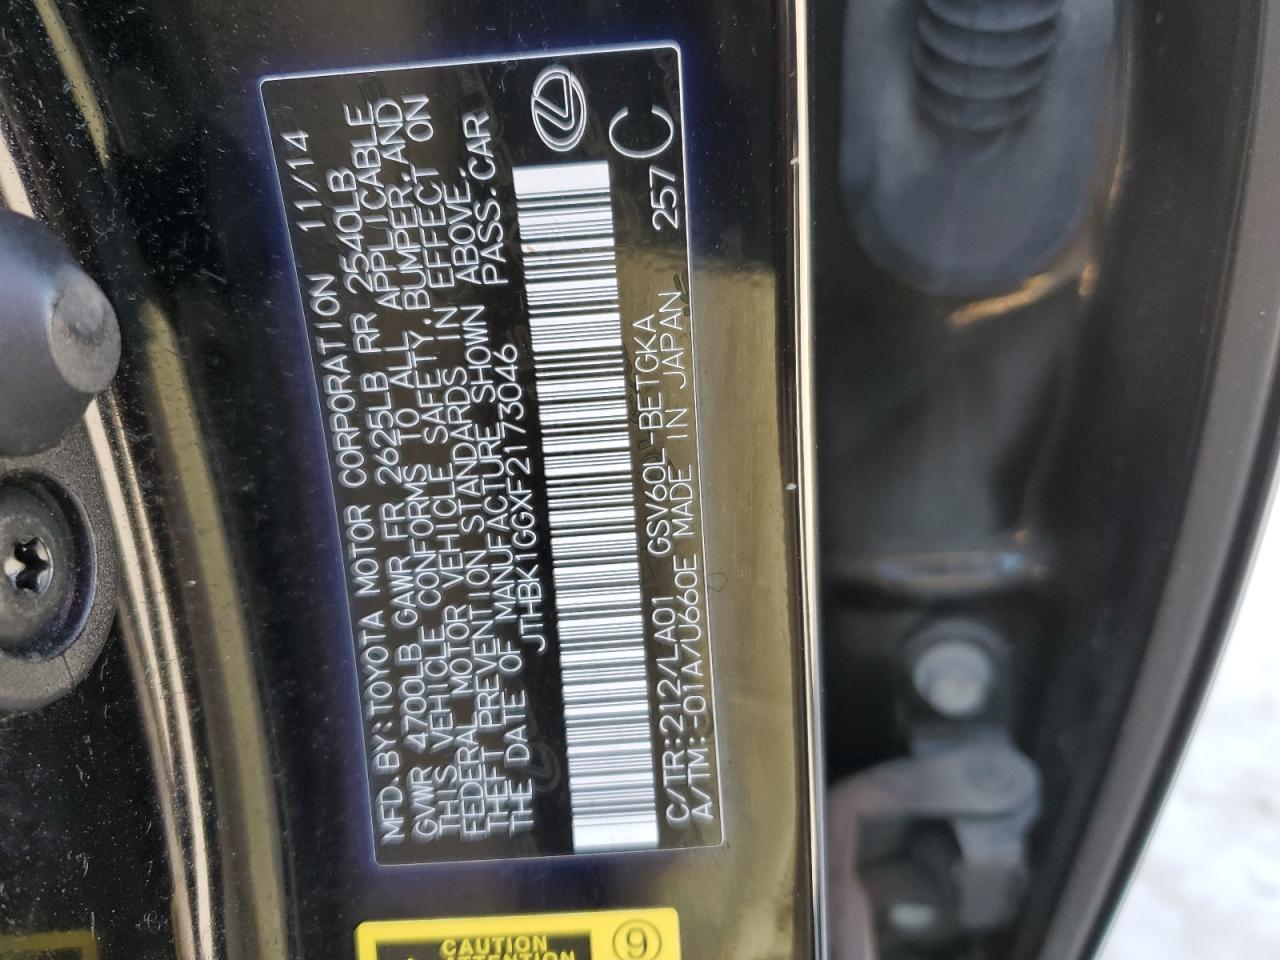 MFD.BY:TOYOTA MOTOR CORPORATION 11/14
GVWR 4700LB GAWR FR 2625LB RR 2540LB
THIS VEHICLE CONFORMS TO ALL APPLICABLE
FEDERAL MOTOR VEHICLE SAFETY,BUMPER,AND
THEFT PREVENTION STANDARDS IN EFFECT ON
THE DATE OF MANUFACTURE SHOWN ABOVE.
JTHBK1GGXF2173046 PASS.CAR
C/TR:212/LA01 GSV60L-BETGKA
A/TM:-01A/U660E MADE IN JAPAN 257 C
CAUTION 9
ATTENTION